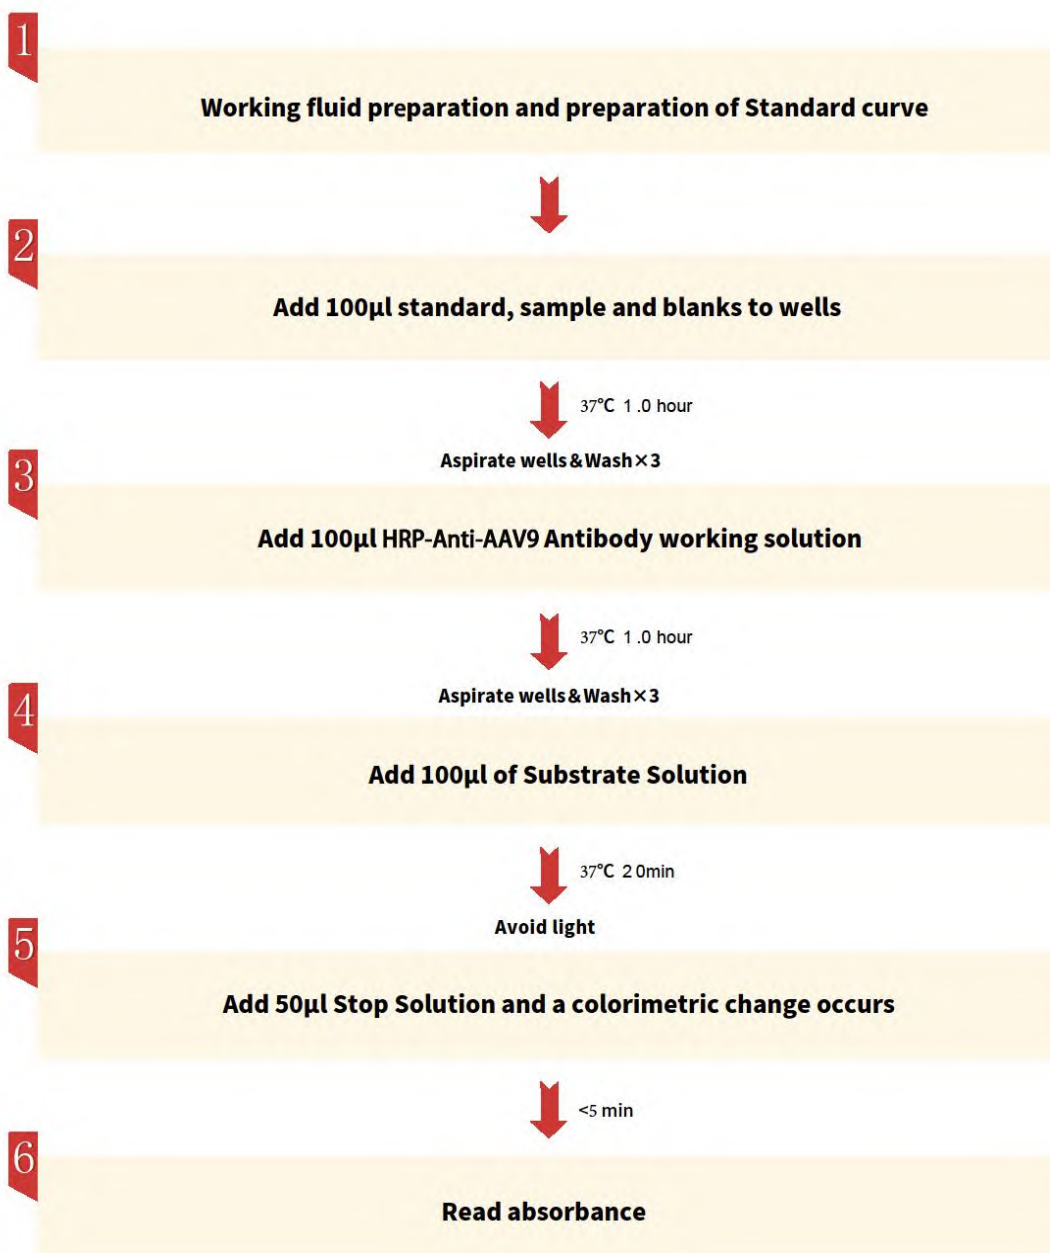 1
Working fluid preparation and preparation of Standard curve
2
Add 100μl standard, sample and blanks to wells
37℃ 1 .0 hour
Aspirate wells&Wash×3
3
Add 100μl HRP-Anti-AAV9 Antibody working solution
37℃ 1 .0 hour
Aspirate wells&Wash×3
4
Add 100μl of Substrate Solution
37℃ 2 0min
Avoid light
5
Add 50μl Stop Solution and a colorimetric change occurs
<5 min
6
Read absorbance